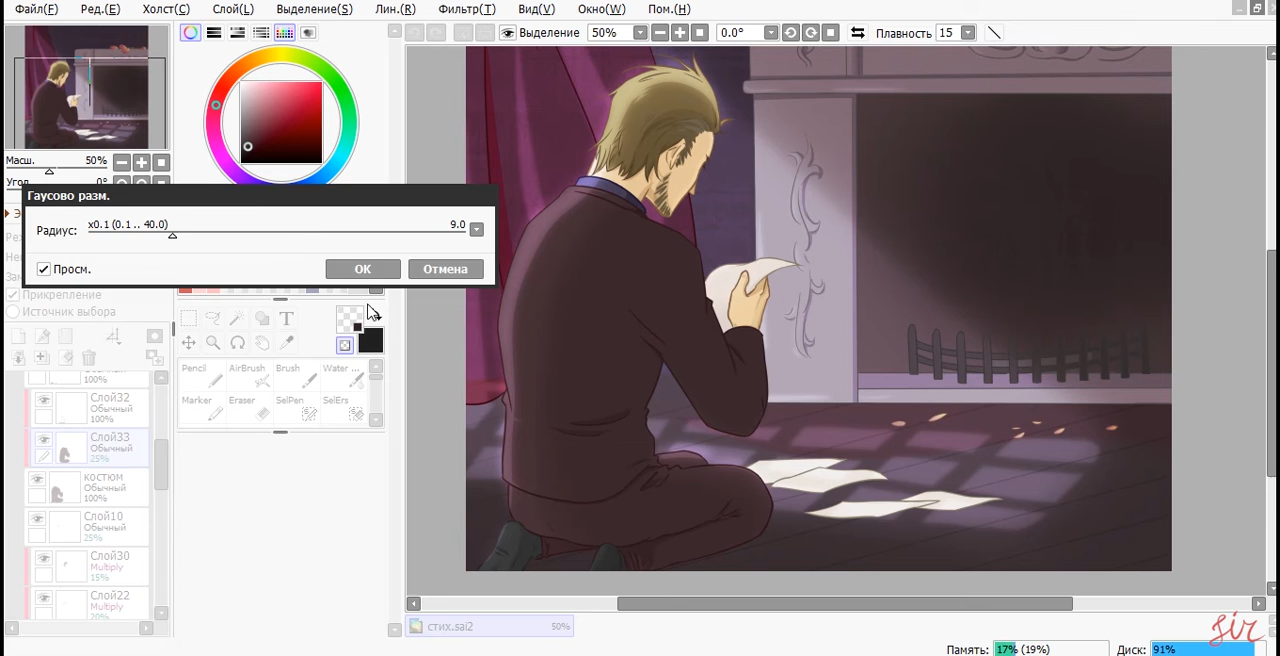 Файл(F) Ред.(E) Холст(C) Слой(L) Выделение(S) Лин.(R) Фильтр(T) Вид(V) Окно(W) Пом.(H)
Выделение 50% 0.0° Плавность 15
Масш. 50%
Угол 0°
Гаусово разм.
Радиус: x0.1 (0.1 .. 40.0) 9.0
Просм. OK Отмена
Прикрепление
Источник выбора
T
Pencil AirBrush Brush Water ...
Marker Eraser SelPen SelErs
100%
Слой32
Обычный
100%
Слой33
Обычный
25%
костюм
Обычный
100%
Слой10
Обычный
25%
Слой30
Multiply
15%
Слой22
Multiply
20%
стих.sai2 50%
sir
Память: 17% (19%) Диск: 91%